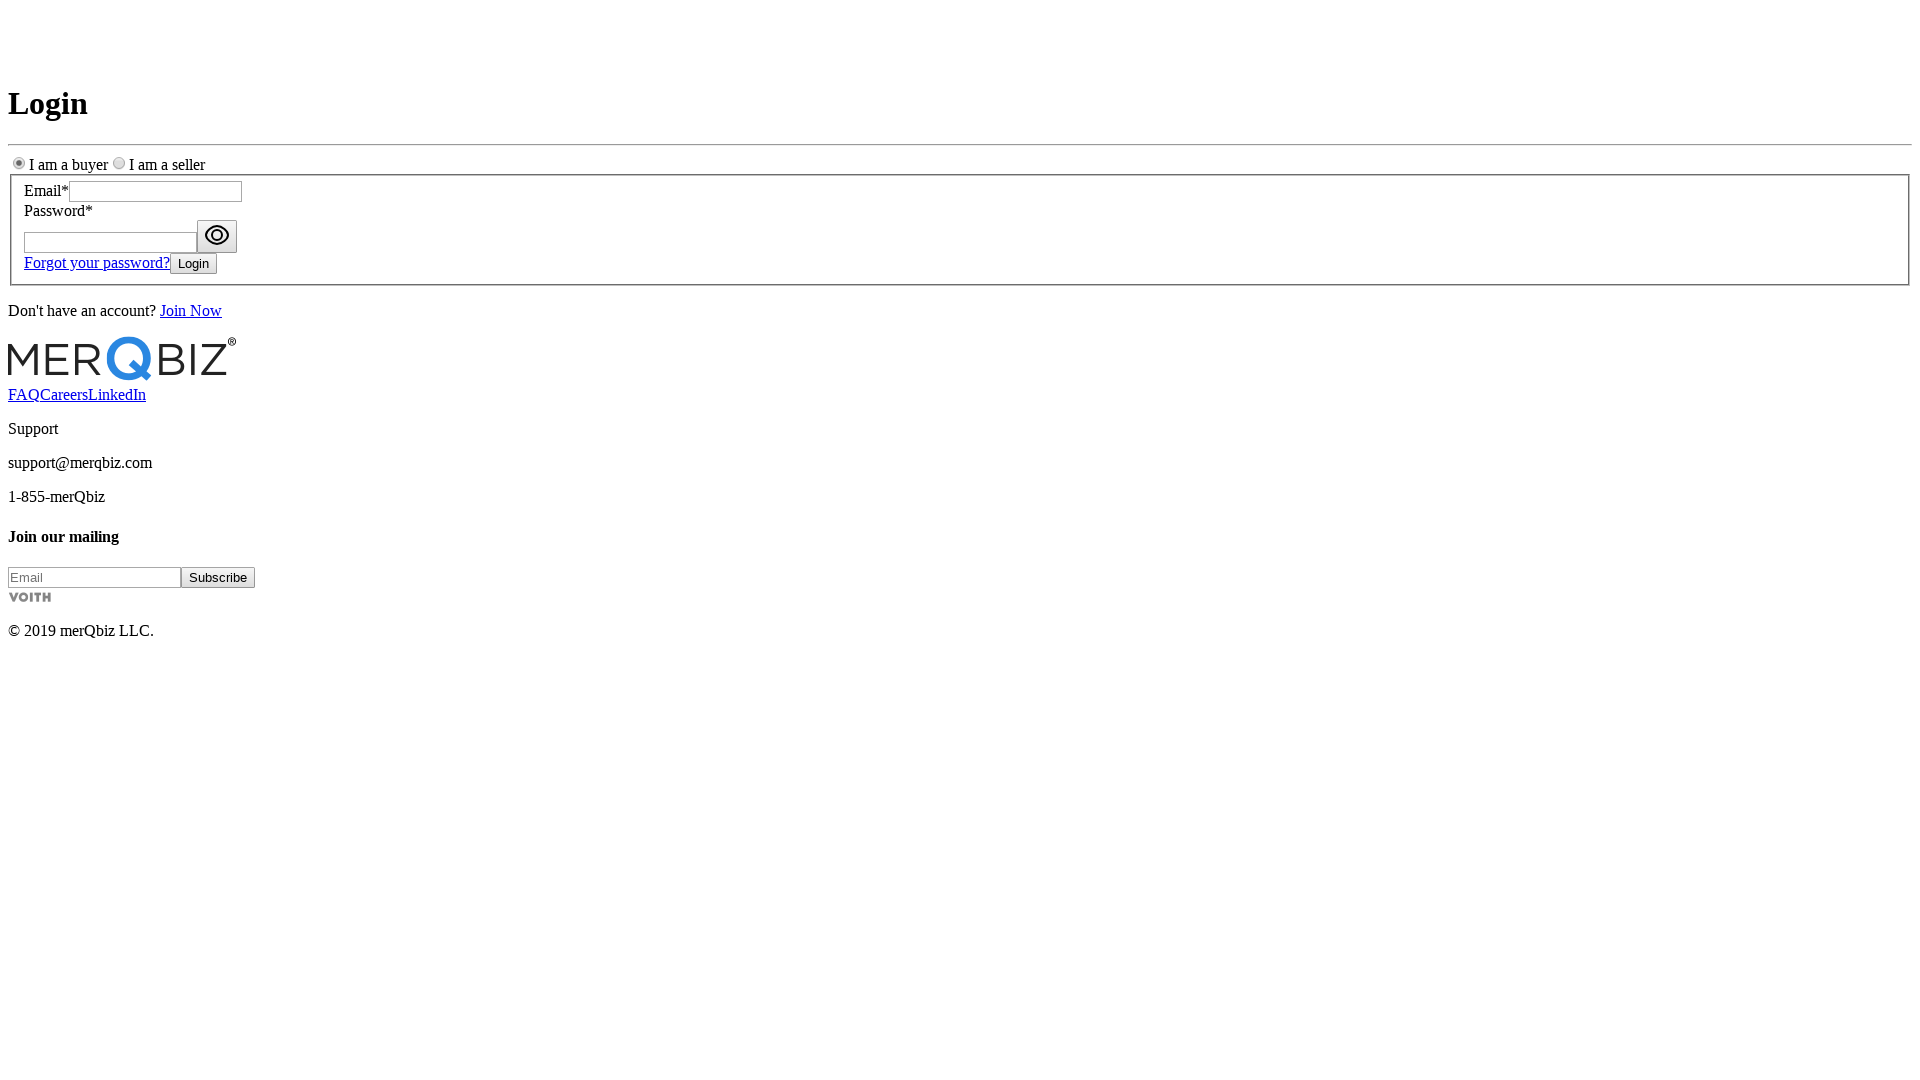 Login
I am a buyer I am a seller
Email*
Password*
Forgot your password? Login
Don't have an account? Join Now
MERQBIZ®
FAQCareersLinkedIn
Support
support@merqbiz.com
1-855-merQbiz
Join our mailing
Email Subscribe
VOITH
© 2019 merQbiz LLC.